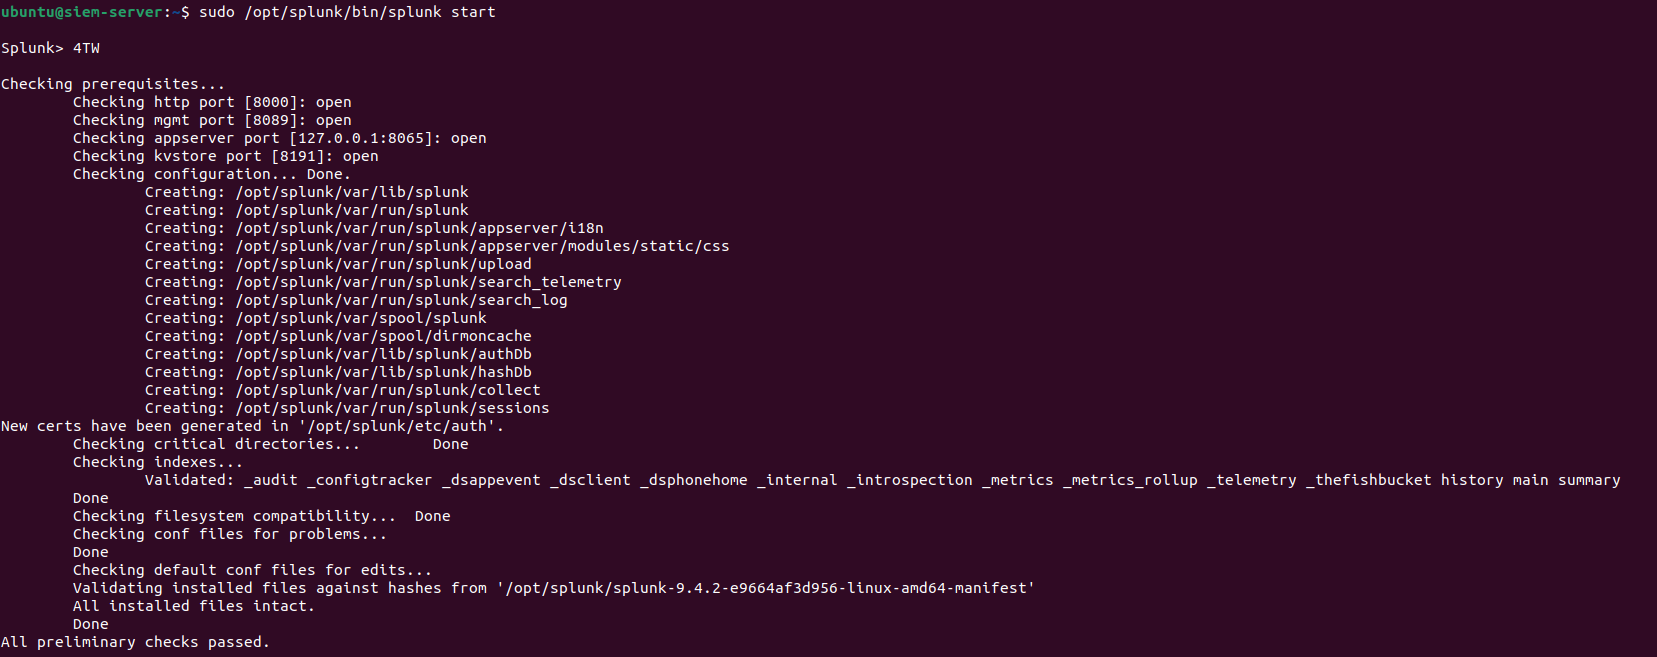 ubuntu@siem-server:~$ sudo /opt/splunk/bin/splunk start
Splunk> 4TW
Checking prerequisites...
Checking http port [8000]: open
Checking mgmt port [8089]: open
Checking appserver port [127.0.0.1:8065]: open
Checking kvstore port [8191]: open
Checking configuration... Done.
Creating: /opt/splunk/var/lib/splunk
Creating: /opt/splunk/var/run/splunk
Creating: /opt/splunk/var/run/splunk/appserver/i18n
Creating: /opt/splunk/var/run/splunk/appserver/modules/static/css
Creating: /opt/splunk/var/run/splunk/upload
Creating: /opt/splunk/var/run/splunk/search_telemetry
Creating: /opt/splunk/var/run/splunk/search_log
Creating: /opt/splunk/var/spool/splunk
Creating: /opt/splunk/var/spool/dirmoncache
Creating: /opt/splunk/var/lib/splunk/authDb
Creating: /opt/splunk/var/lib/splunk/hashDb
Creating: /opt/splunk/var/run/splunk/collect
Creating: /opt/splunk/var/run/splunk/sessions
New certs have been generated in '/opt/splunk/etc/auth'.
Checking critical directories... Done
Checking indexes...
Validated: _audit _configtracker _dsappevent _dsclient _dsphonehome _internal _introspection _metrics _metrics_rollup _telemetry _thefishbucket history main summary
Done
Checking filesystem compatibility... Done
Checking conf files for problems...
Done
Checking default conf files for edits...
Validating installed files against hashes from '/opt/splunk/splunk-9.4.2-e9664af3d956-linux-amd64-manifest'
All installed files intact.
Done
All preliminary checks passed.